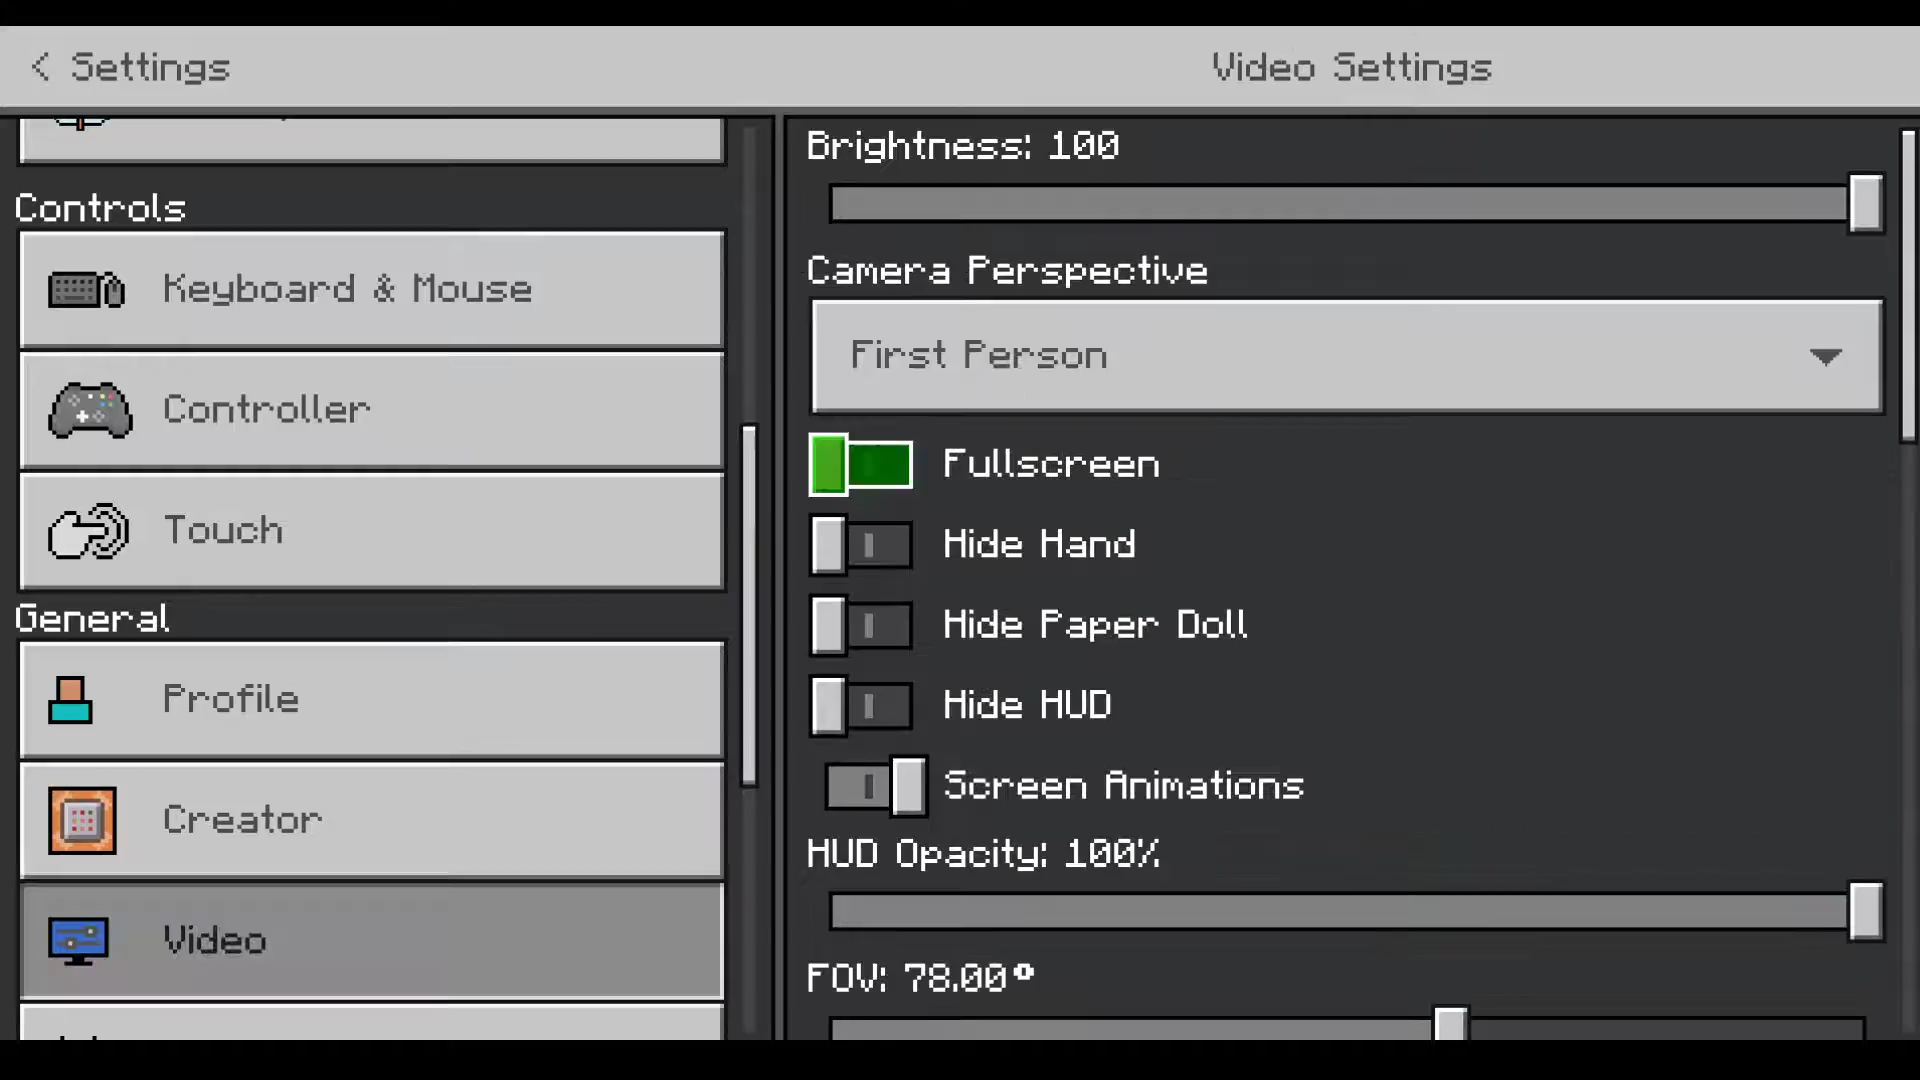 Settings
Video Settings
Brightness: 100
Camera Perspective
First Person
Fullscreen
Hide Hand
Hide Paper Doll
Hide HUD
Screen Animations
HUD Opacity: 100%
FOV: 78.00°
Controls
Keyboard & Mouse
Controller
Touch
General
Profile
Creator
Video